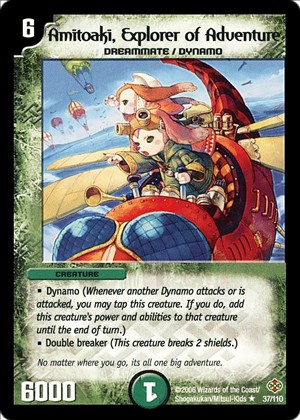 6
Amitoaki, Explorer of Adventure
DREAMMATE / DYNAMO
CREATURE
▪ Dynamo (Whenever another Dynamo attacks or is
attacked, you may tap this creature. If you do, add
this creature's power and abilities to that creature
until the end of turn.)
▪ Double breaker (This creature breaks 2 shields.)
No matter where you go, its all one big adventure.
6000
1
©2006 Wizards of the Coast/
Shogakukan/Mitsui-Kids ★ 37/110